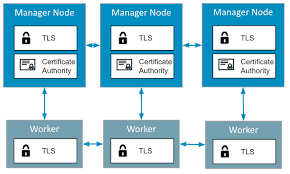 Manager Node
TLS
Certificate
Authority
Manager Node
TLS
Certificate
Authority
Manager Node
TLS
Certificate
Authority
Worker
TLS
Worker
TLS
Worker
TLS